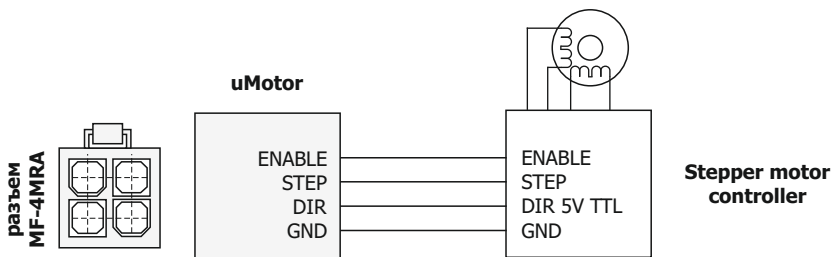 разъем
MF-4MRA
uMotor
ENABLE
STEP
DIR
GND
ENABLE
STEP
DIR 5V TTL
GND
Stepper motor
controller